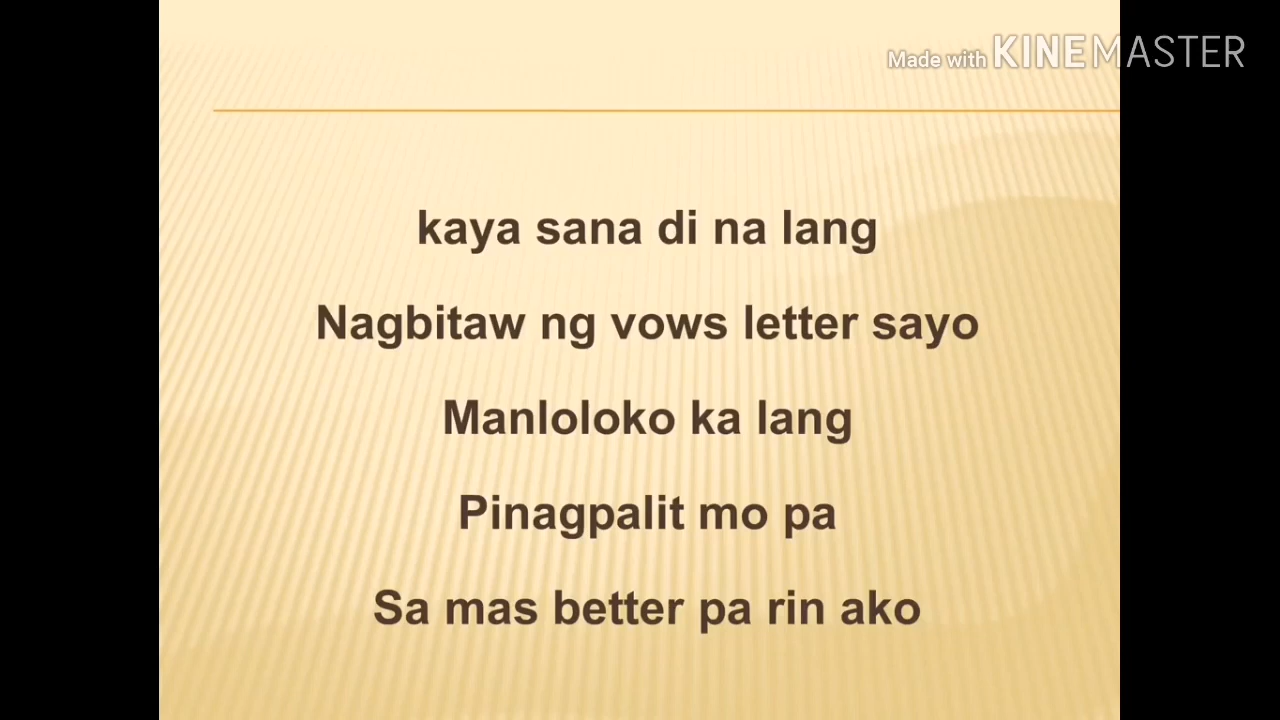 Made with KINEMASTER
kaya sana di na lang
Nagbitaw ng vows letter sayo
Manloloko ka lang
Pinagpalit mo pa
Sa mas better pa rin ako